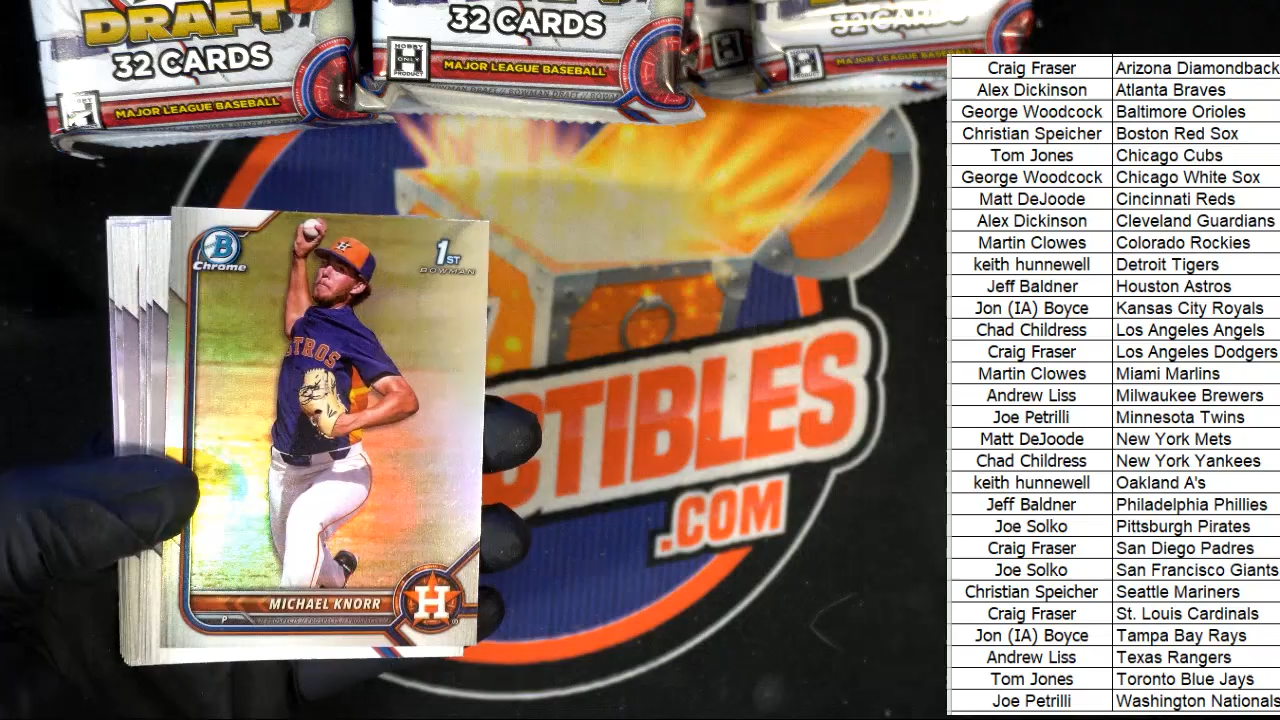 DRAFT
32 CARDS
HOBBY
ONLY
H
PRODUCT
MAJOR LEAGUE BASEBALL
32 CARDS
HOBBY
ONLY
H
PRODUCT
MAJOR LEAGUE BASEBALL
32 CARDS
H
MAJOR LEAGUE BASEBALL
B
Chrome
1ST
BOWMAN
H
STROS
MICHAEL KNORR
P
H
CTIBLES
.COM
Craig Fraser Arizona Diamondback
Alex Dickinson Atlanta Braves
George Woodcock Baltimore Orioles
Christian Speicher Boston Red Sox
Tom Jones Chicago Cubs
George Woodcock Chicago White Sox
Matt DeJoode Cincinnati Reds
Alex Dickinson Cleveland Guardians
Martin Clowes Colorado Rockies
keith hunnewell Detroit Tigers
Jeff Baldner Houston Astros
Jon (IA) Boyce Kansas City Royals
Chad Childress Los Angeles Angels
Craig Fraser Los Angeles Dodgers
Martin Clowes Miami Marlins
Andrew Liss Milwaukee Brewers
Joe Petrilli Minnesota Twins
Matt DeJoode New York Mets
Chad Childress New York Yankees
keith hunnewell Oakland A's
Jeff Baldner Philadelphia Phillies
Joe Solko Pittsburgh Pirates
Craig Fraser San Diego Padres
Joe Solko San Francisco Giants
Christian Speicher Seattle Mariners
Craig Fraser St. Louis Cardinals
Jon (IA) Boyce Tampa Bay Rays
Andrew Liss Texas Rangers
Tom Jones Toronto Blue Jays
Joe Petrilli Washington Nationals